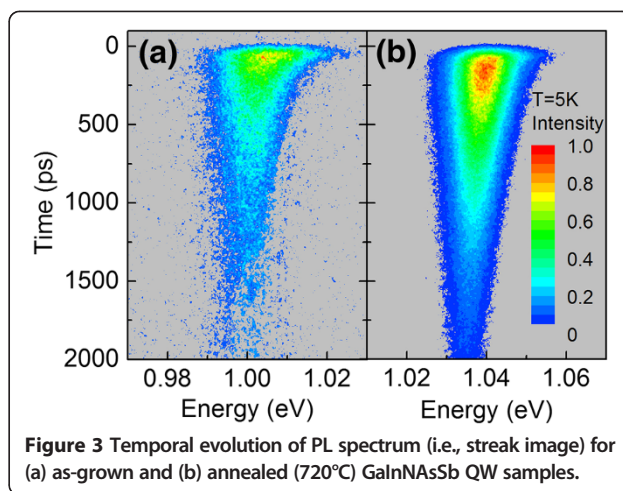 (a)
(b)
0
500
1000
1500
2000
Time (ps)
T=5K
Intensity
1.0
0.8
0.6
0.4
0.2
0
0.98 1.00 1.02
1.02 1.04 1.06
Energy (eV)
Energy (eV)
Figure 3 Temporal evolution of PL spectrum (i.e., streak image) for
(a) as-grown and (b) annealed (720°C) GaInNAsSb QW samples.